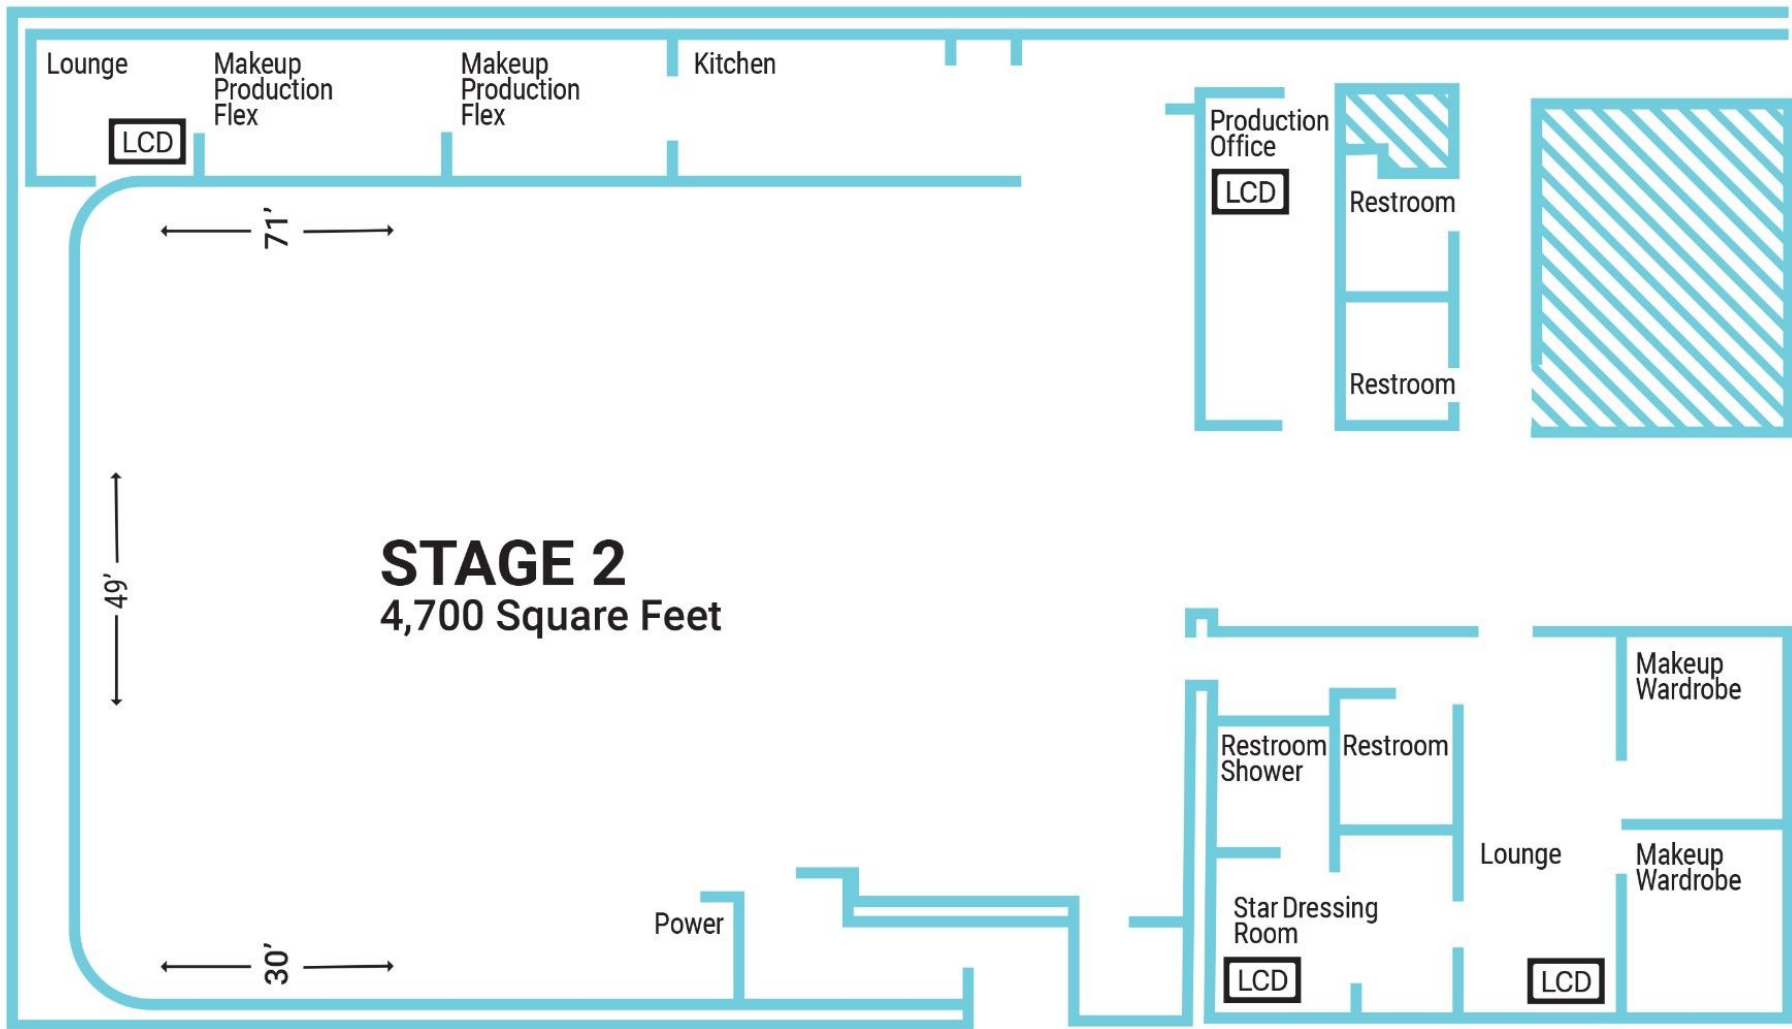 Lounge
Makeup
Production
Flex
Makeup
Production
Flex
Kitchen
LCD
Production
Office
LCD
Restroom
71’
Restroom
49’
STAGE 2
4,700 Square Feet
Makeup
Wardrobe
Restroom
Shower
Restroom
Lounge
Makeup
Wardrobe
Power
Star Dressing
Room
30’
LCD
LCD